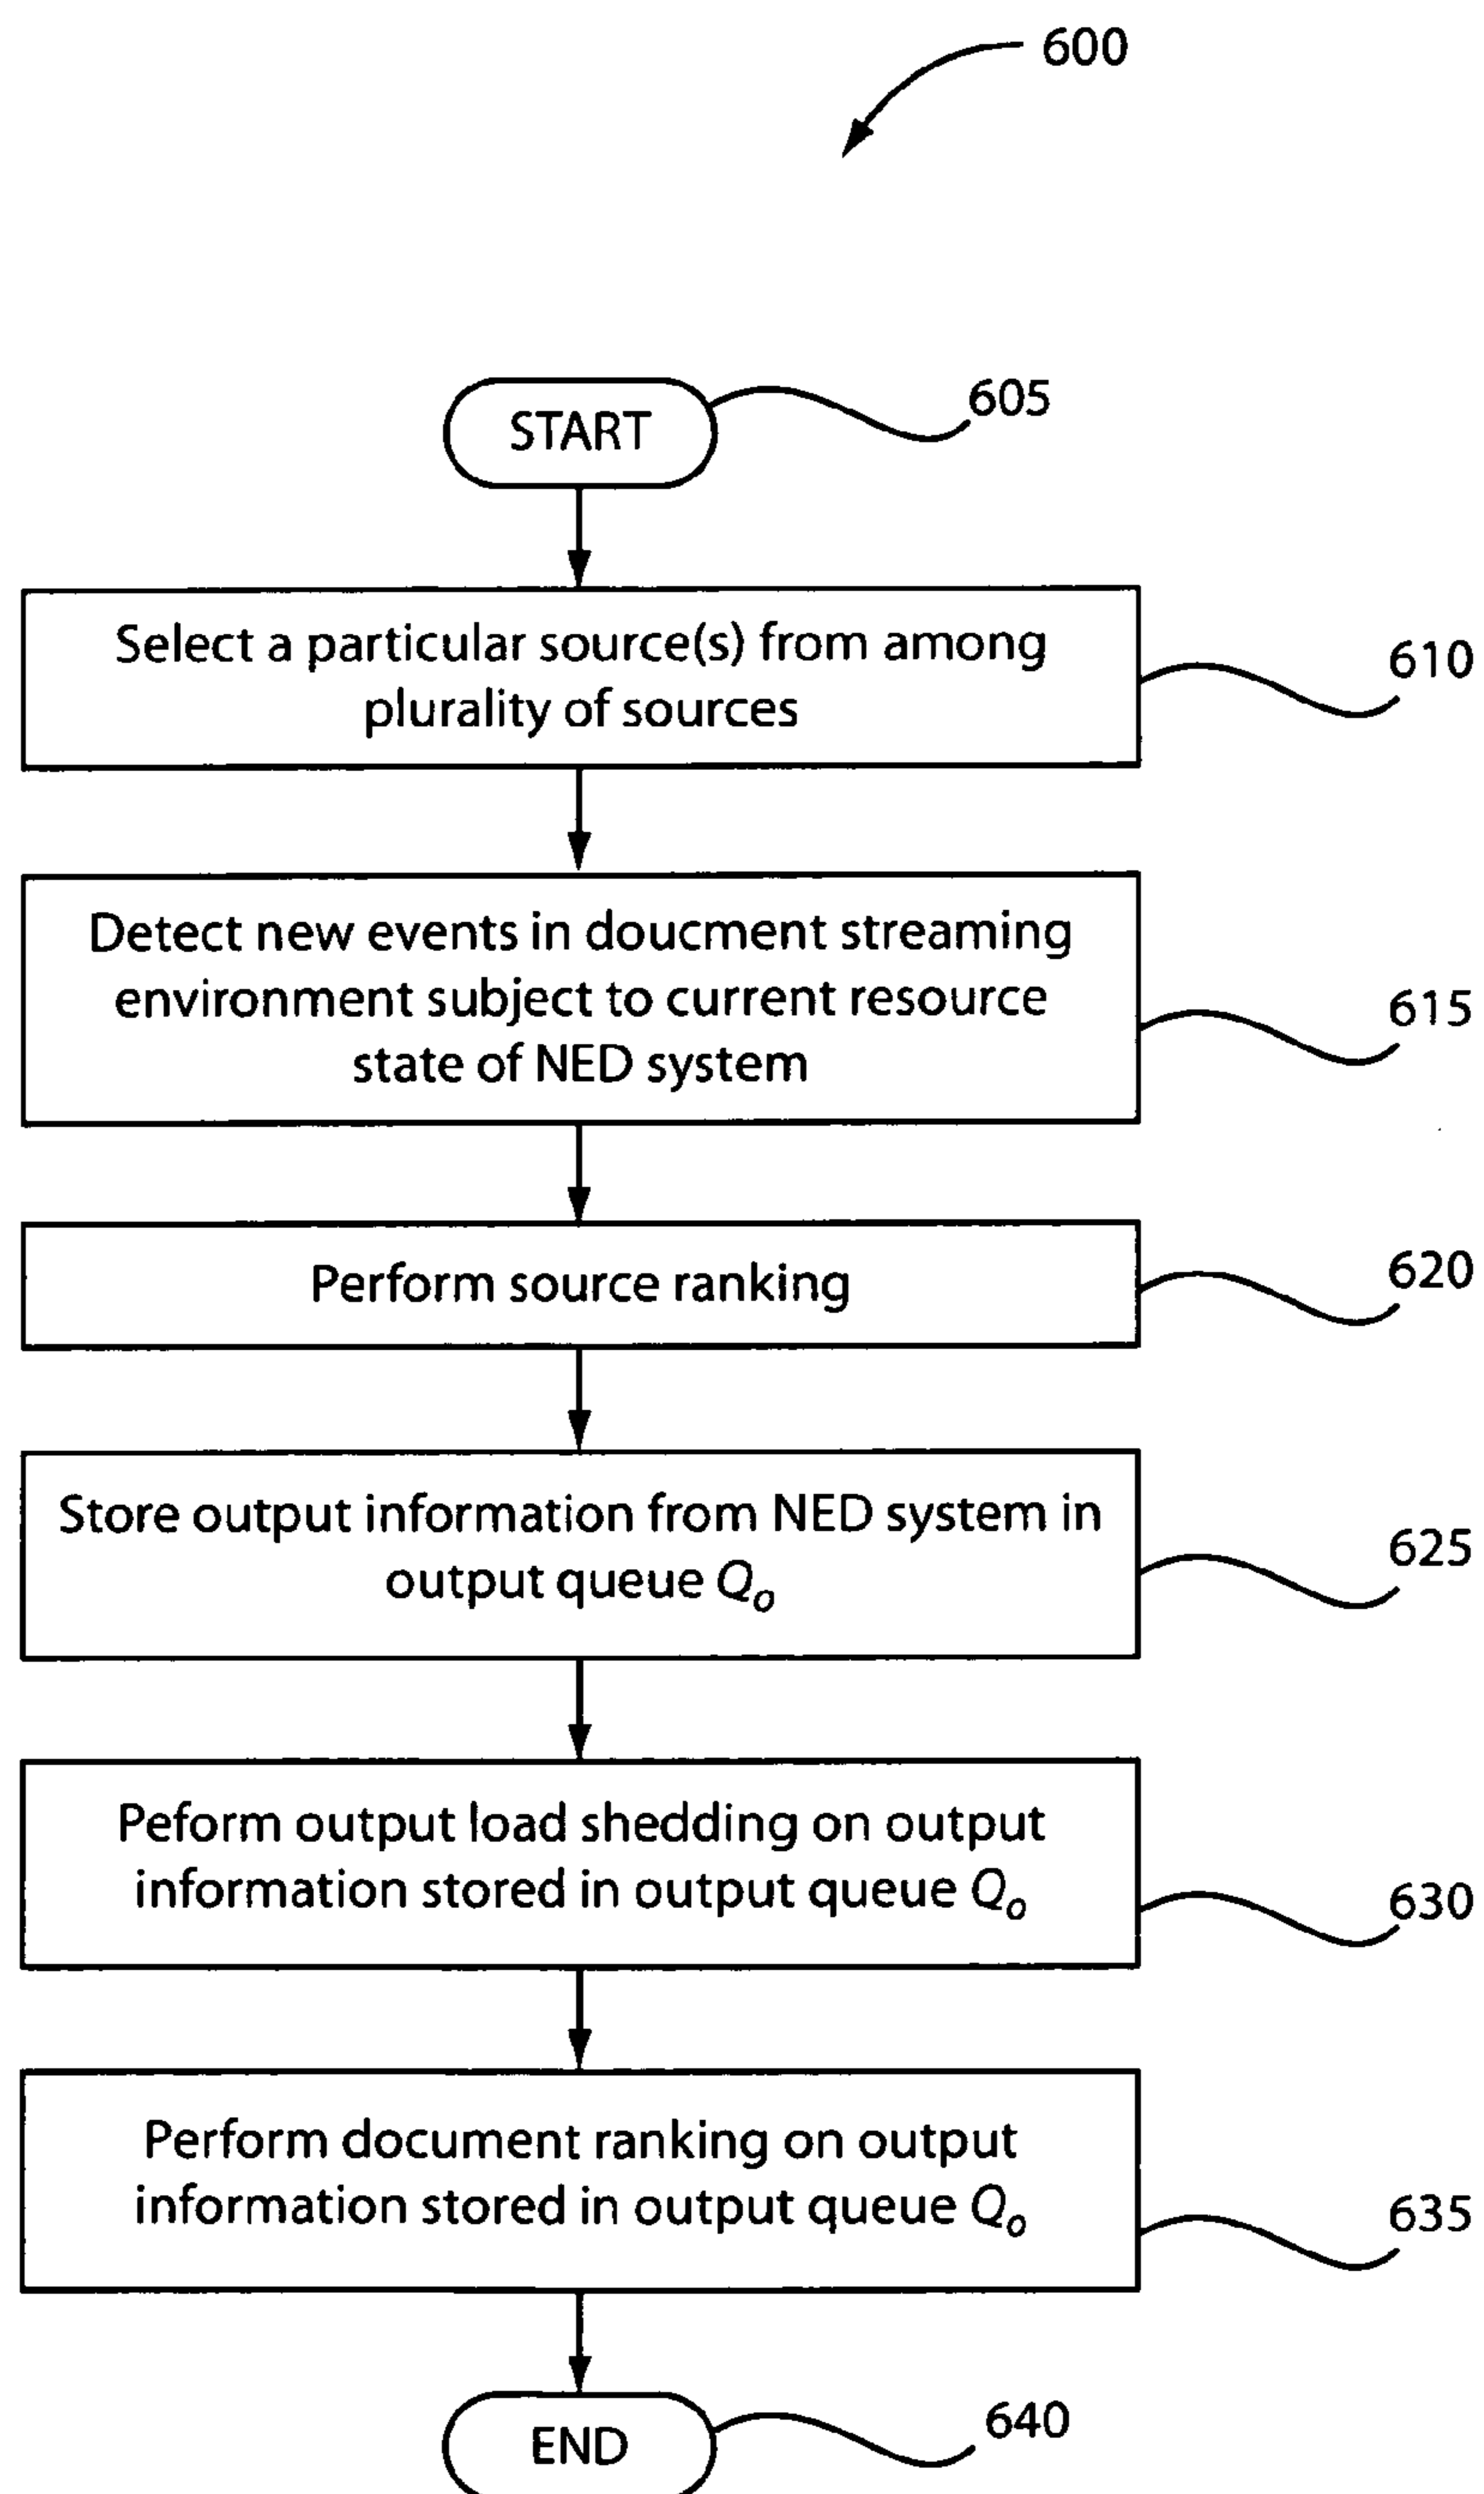 600
START
605
Select a particular source(s) from among
plurality of sources
610
Detect new events in doucment streaming
environment subject to current resource
state of NED system
615
Perform source ranking
620
Store output information from NED system in
output queue Qo
625
Peform output load shedding on output
information stored in output queue Qo
630
Perform document ranking on output
information stored in output queue Qo
635
END
640